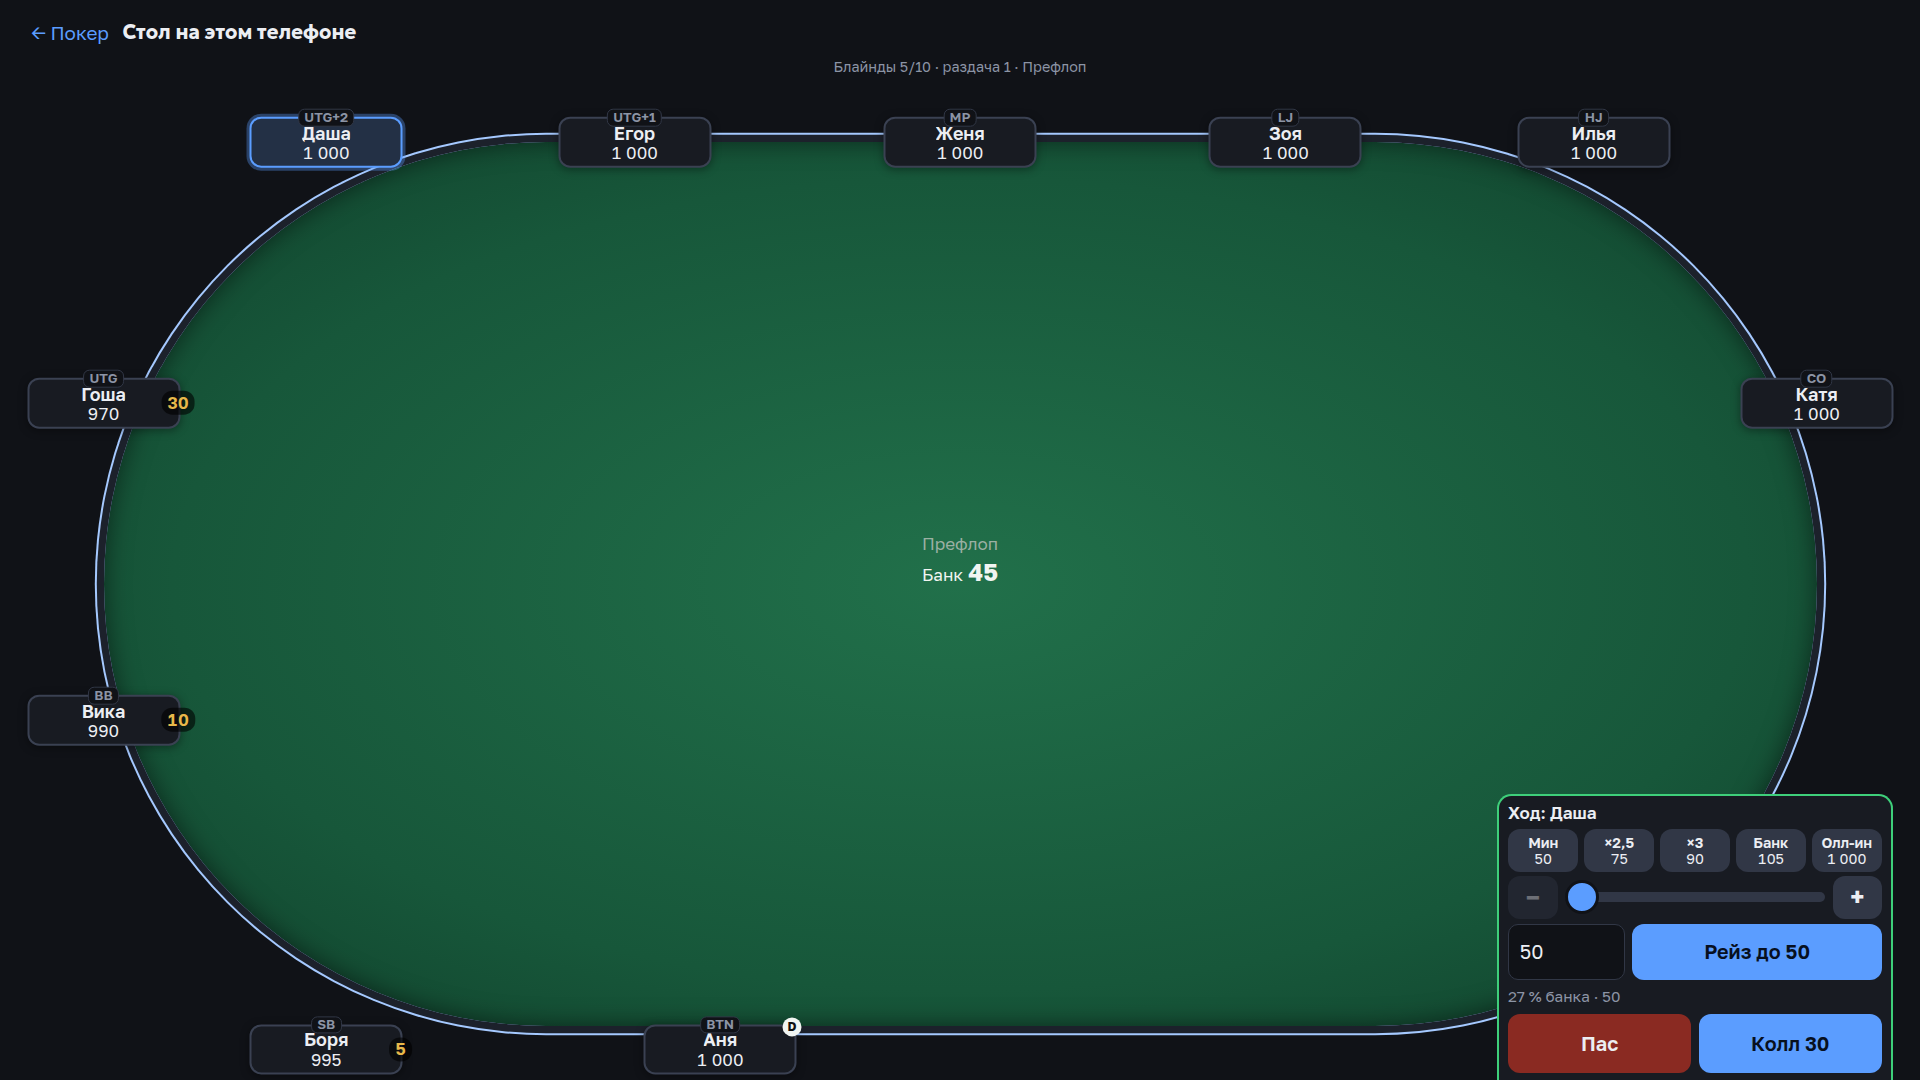 ← Покер Стол на этом телефоне
Блайнды 5/10 · раздача 1 · Префлоп
UTG+2
Даша
1 000
UTG+1
Егор
1 000
MP
Женя
1 000
LJ
Зоя
1 000
HJ
Илья
1 000
UTG
Гоша
970
30
CO
Катя
1 000
Префлоп
Банк 45
BB
Вика
990
10
SB
Боря
995
5
BTN
D
Аня
1 000
Ход: Даша
Мин
50
×2,5
75
×3
90
Банк
105
Олл-ин
1 000
− +
50
Рейз до 50
27 % банка · 50
Пас
Колл 30